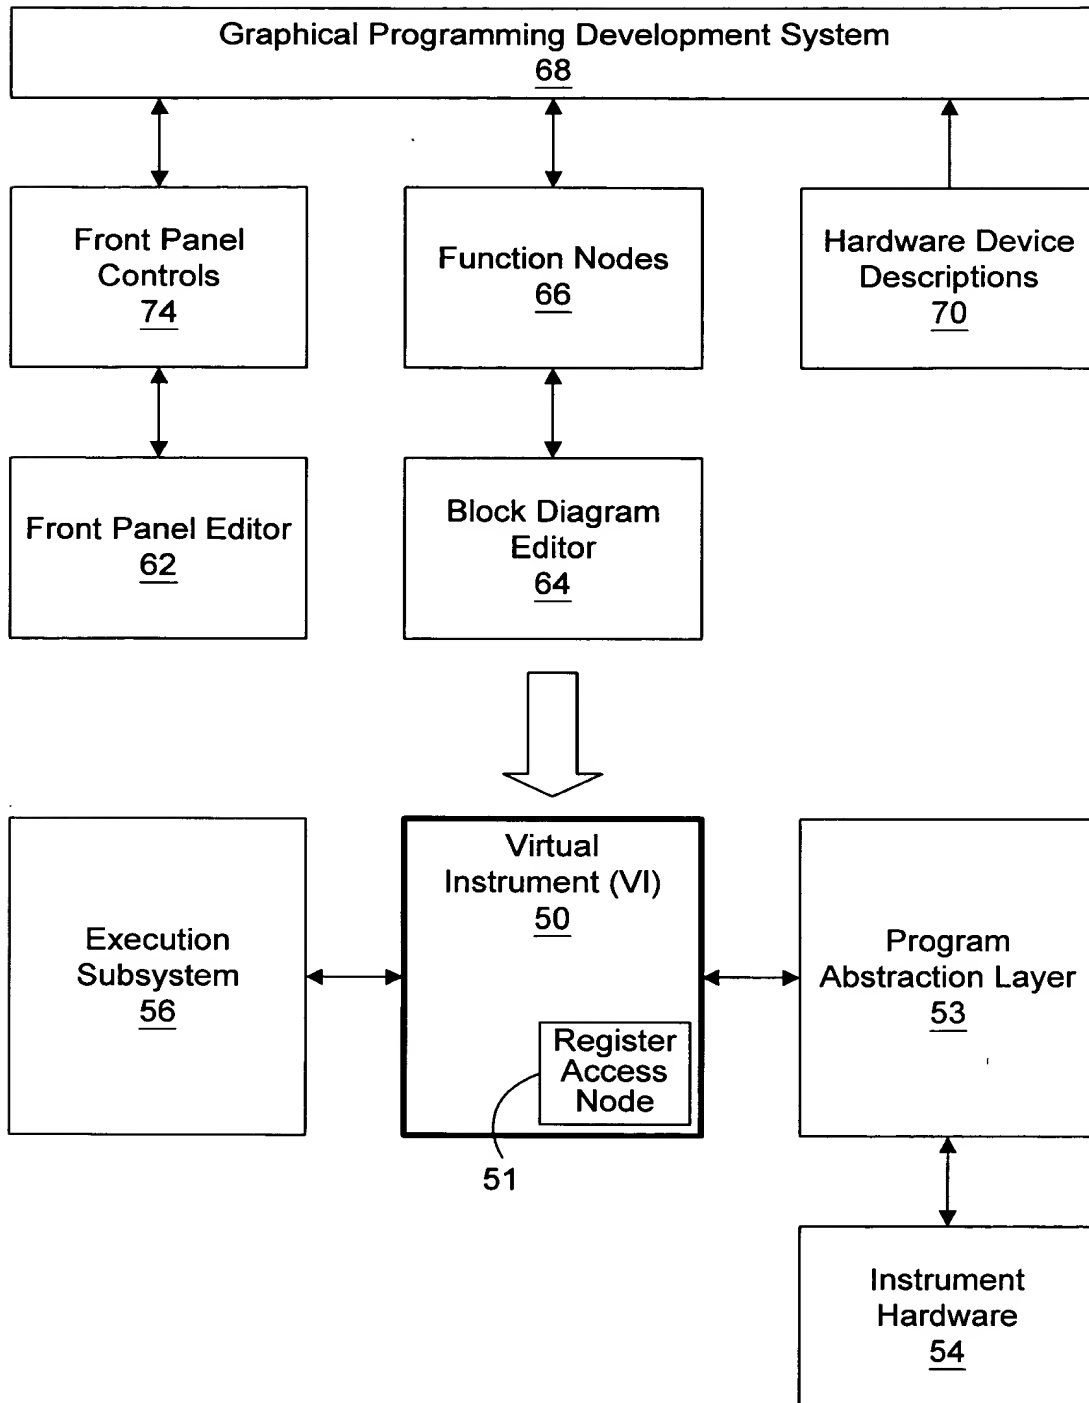 Graphical Programming Development System
68
Front Panel
Controls
74
Function Nodes
66
Hardware Device
Descriptions
70
Front Panel Editor
62
Block Diagram
Editor
64
Execution
Subsystem
56
Virtual
Instrument (VI)
50
Register
Access
Node
51
Program
Abstraction Layer
53
Instrument
Hardware
54